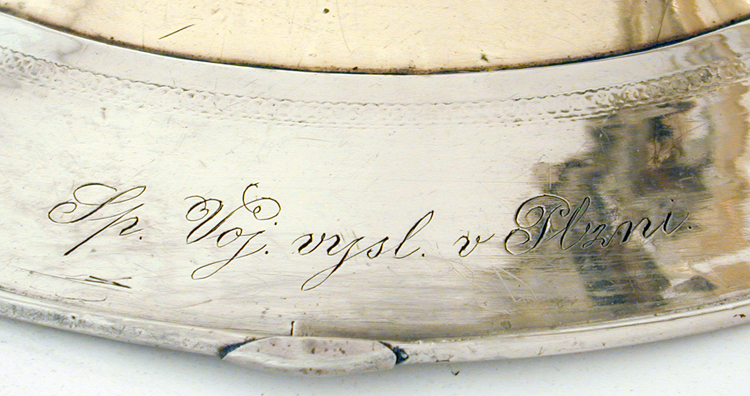 Sp. Voj. vysl. v Plzni.